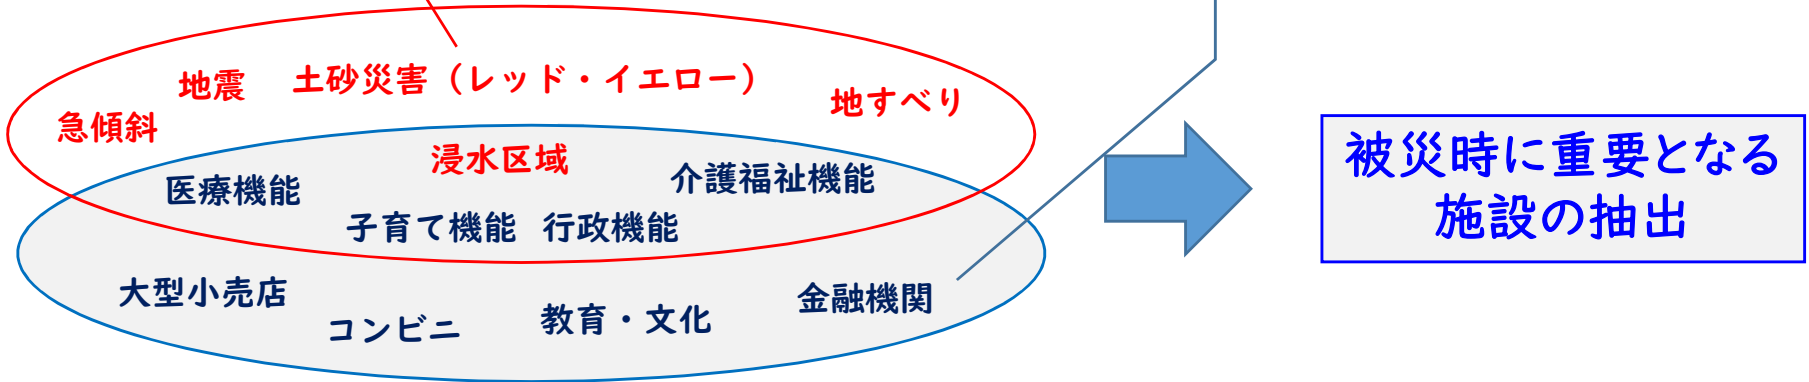 地震
土砂災害（レッド・イエロー）
地すべり
急傾斜
浸水区域
医療機能
介護福祉機能
子育て機能
行政機能
大型小売店
コンビニ
教育・文化
金融機関
被災時に重要となる
施設の抽出